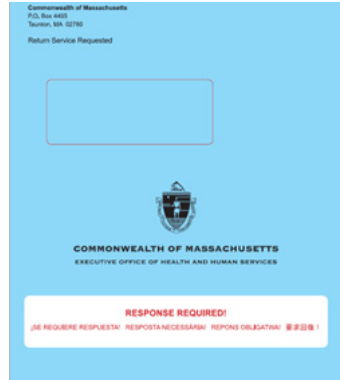 Commonwealth of Massachusetts
P.O. Box 4405
Taunton, MA 02780
Return Service Requested
COMMONWEALTH OF MASSACHUSETTS
EXECUTIVE OFFICE OF HEALTH AND HUMAN SERVICES
RESPONSE REQUIRED!
¡SE REQUIERE RESPUESTA! RESPOSTA NECESSÁRIA! REPONS OBLIGATWA! 要求回復！